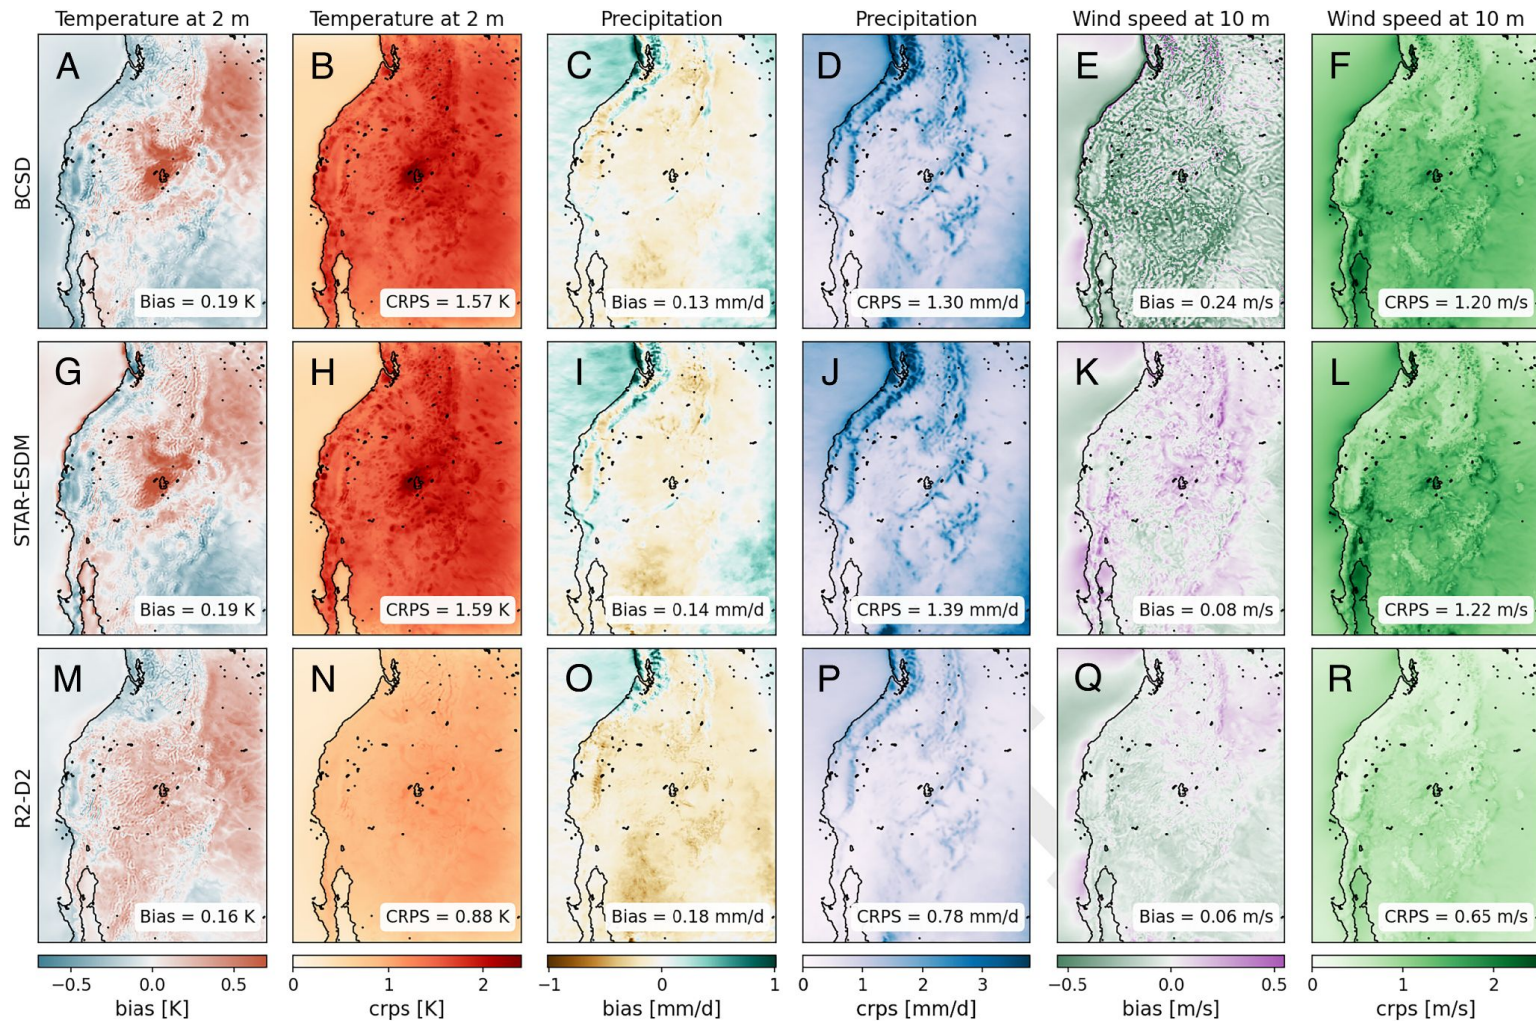 Temperature at 2 m Temperature at 2 m Precipitation Precipitation Wind speed at 10 m Wind speed at 10 m
A B C D E F
BCSD
Bias = 0.19 K CRPS = 1.57 K Bias = 0.13 mm/d CRPS = 1.30 mm/d Bias = 0.24 m/s CRPS = 1.20 m/s
G H I J K L
STAR-ESDM
Bias = 0.19 K CRPS = 1.59 K Bias = 0.14 mm/d CRPS = 1.39 mm/d Bias = 0.08 m/s CRPS = 1.22 m/s
M N O P Q R
R2-D2
Bias = 0.16 K CRPS = 0.88 K Bias = 0.18 mm/d CRPS = 0.78 mm/d Bias = 0.06 m/s CRPS = 0.65 m/s
−0.5 0.0 0.5 0 1 2 −1 0 1 0 1 2 3 −0.5 0.0 0.5 0 1 2
bias [K] crps [K] bias [mm/d] crps [mm/d] bias [m/s] crps [m/s]